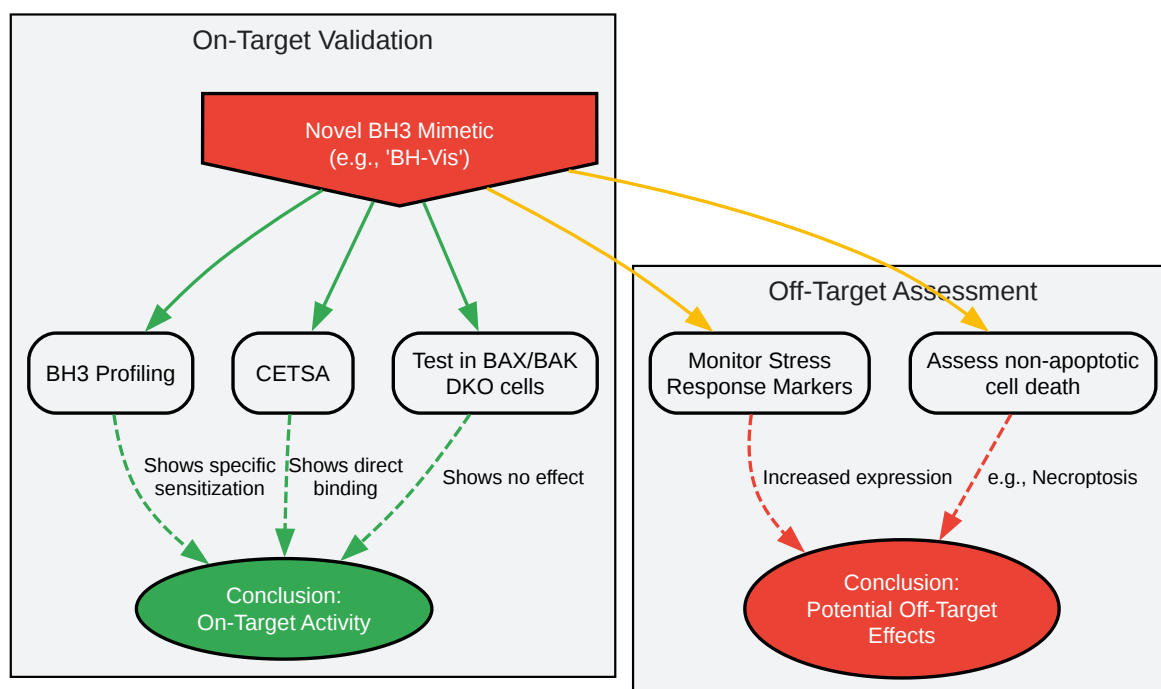 On-Target Validation
Novel BH3 Mimetic
(e.g., 'BH-Vis')
Off-Target Assessment
BH3 Profiling
CETSA
Test in BAX/BAK
DKO cells
Monitor Stress
Response Markers
Assess non-apoptotic
cell death
Shows specific
sensitization
Shows direct
binding
Shows no effect
Increased expression
e.g., Necroptosis
Conclusion:
On-Target Activity
Conclusion:
Potential Off-Target
Effects